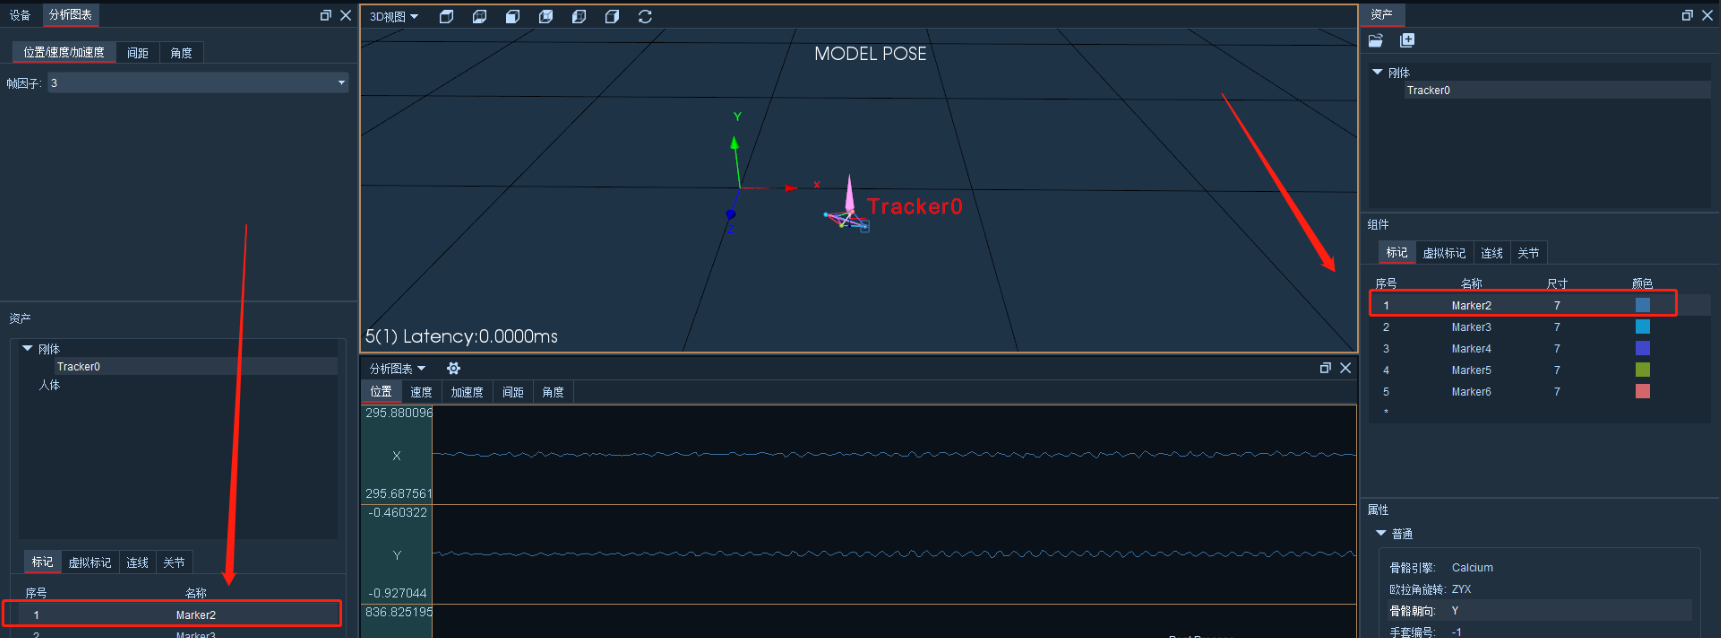 设备 分析图表
位置/速度/加速度 间距 角度
帧因子: 3
资产
刚体
Tracker0
人体
标记 虚拟标记 连线 关节
序号 名称
1 Marker2
2 Marker3
3D视图
MODEL POSE
Y
X
Z
Tracker0
5(1) Latency:0.0000ms
分析图表
位置 速度 加速度 间距 角度
295.880096
X
295.687561
-0.460322
Y
-0.927044
836.825195
资产
刚体
Tracker0
组件
标记 虚拟标记 连线 关节
序号 名称 尺寸 颜色
1 Marker2 7
2 Marker3 7
3 Marker4 7
4 Marker5 7
5 Marker6 7
*
属性
普通
骨骼引擎: Calcium
欧拉角旋转: ZYX
骨骼朝向: Y
手套编号: -1